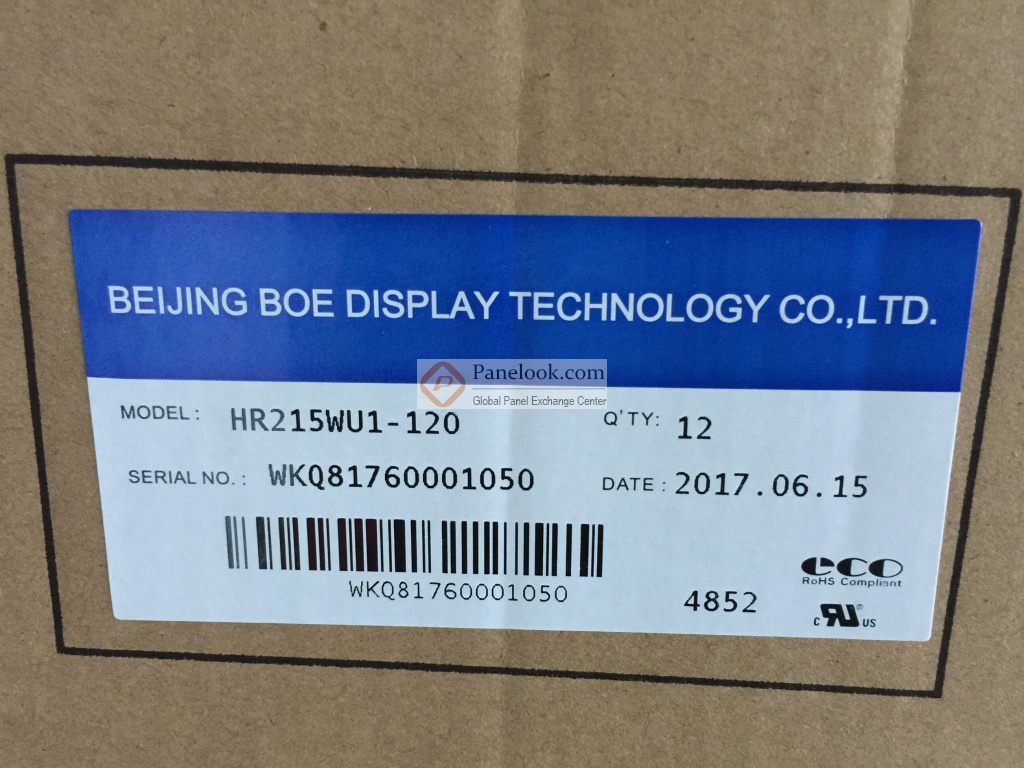 BEIJING BOE DISPLAY TECHNOLOGY CO.,LTD.
Panelook.com
Global Panel Exchange Center
MODEL: HR215WU1-120 Q'TY: 12
SERIAL NO.: WKQ81760001050 DATE: 2017.06.15
WKQ81760001050
4852
eco
RoHS Compliant
c RU® US